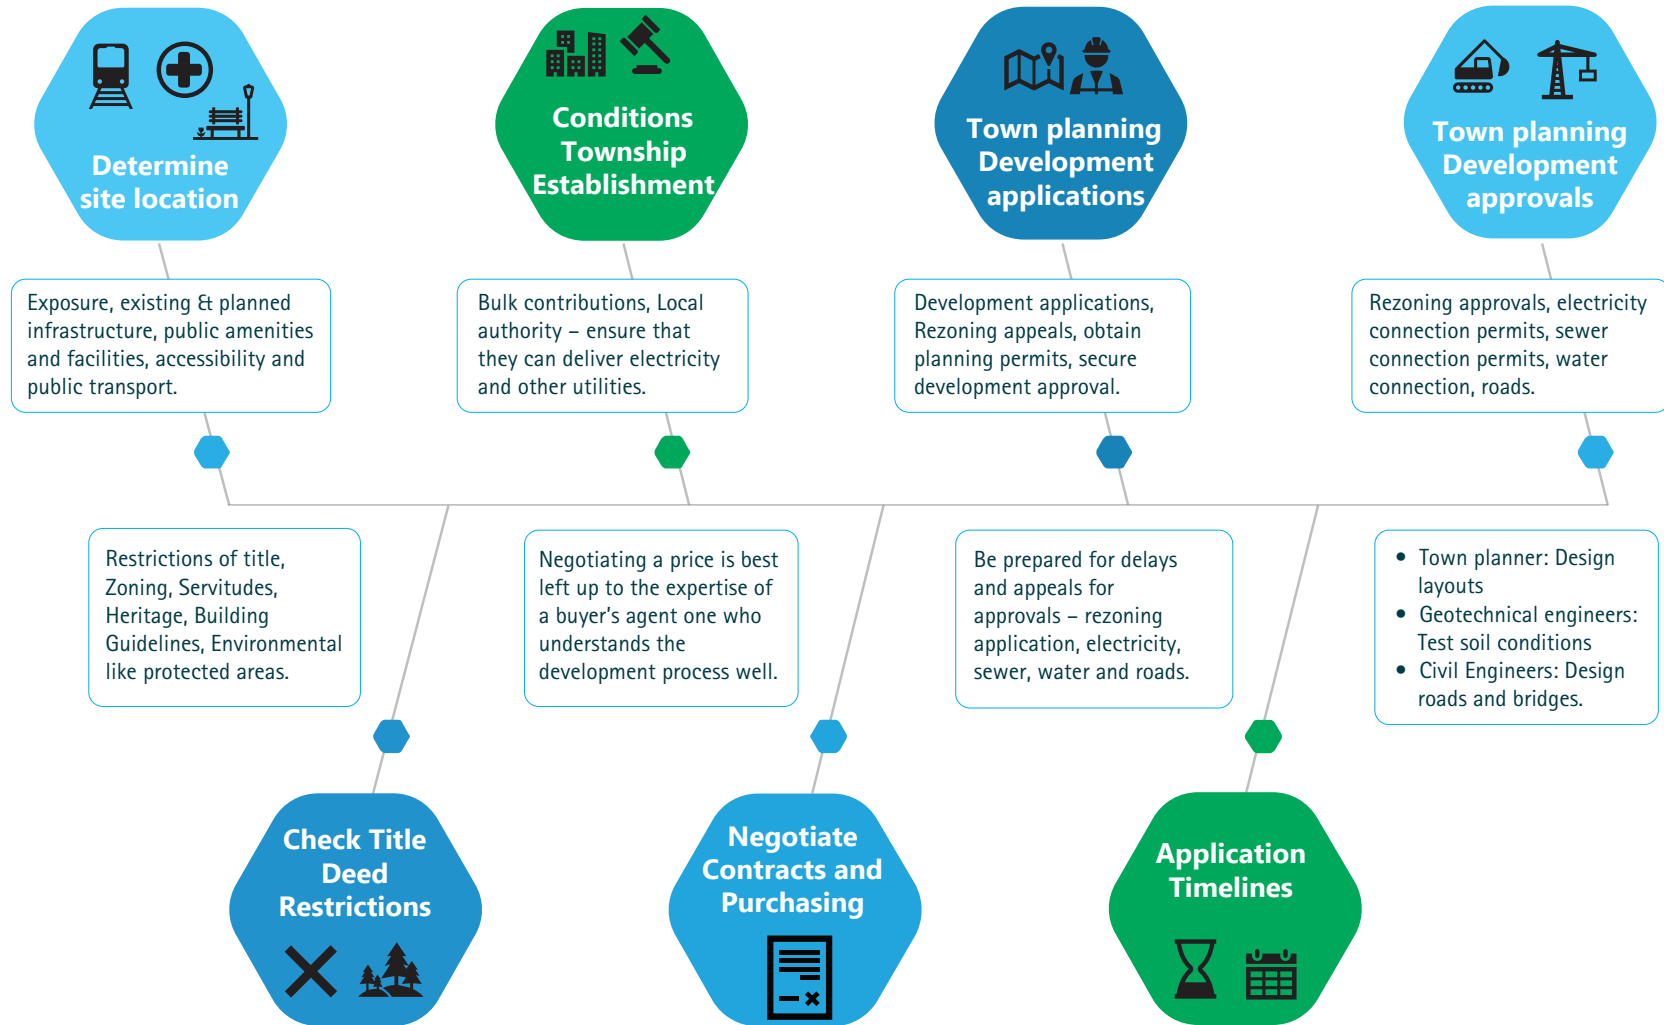 Determine
site location
Exposure, existing & planned
infrastructure, public amenities
and facilities, accessibility and
public transport.
Conditions
Township
Establishment
Bulk contributions, Local
authority – ensure that
they can deliver electricity
and other utilities.
Town planning
Development
applications
Development applications,
Rezoning appeals, obtain
planning permits, secure
development approval.
Town planning
Development
approvals
Rezoning approvals, electricity
connection permits, sewer
connection permits, water
connection, roads.
Restrictions of title,
Zoning, Servitudes,
Heritage, Building
Guidelines, Environmental
like protected areas.
Check Title
Deed
Restrictions
Negotiating a price is best
left up to the expertise of
a buyer's agent one who
understands the
development process well.
Negotiate
Contracts and
Purchasing
Be prepared for delays
and appeals for
approvals – rezoning
application, electricity,
sewer, water and roads.
Application
Timelines
• Town planner: Design
layouts
• Geotechnical engineers:
Test soil conditions
• Civil Engineers: Design
roads and bridges.